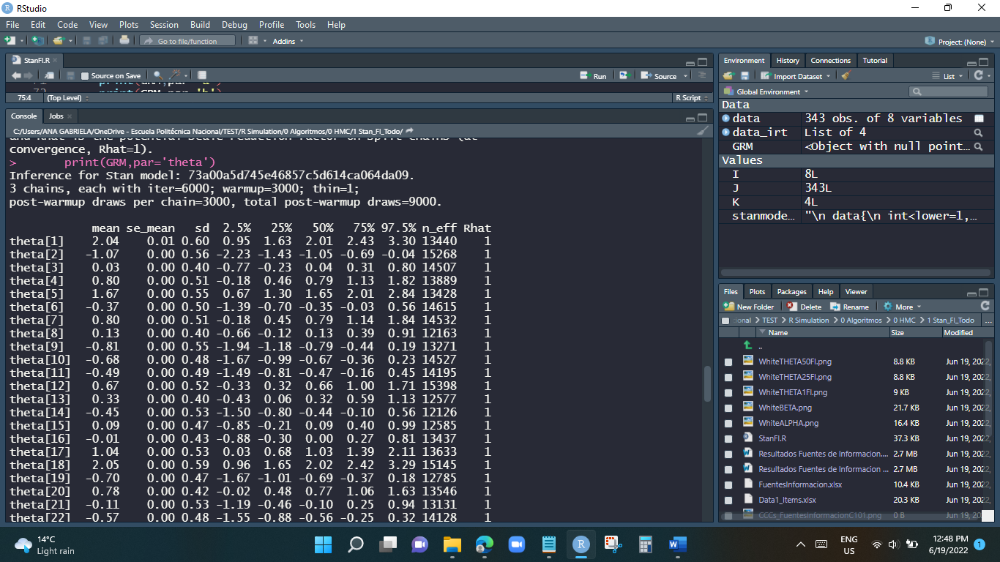 RStudio
File Edit Code View Plots Session Build Debug Profile Tools Help
Go to file/function Addins Project: (None)
StanFI.R
Source on Save Run Source
75:4 (Top Level) R Script
Console Jobs
C:/Users/ANA GABRIELA/OneDrive - Escuela Politécnica Nacional/TEST/R Simulation/0 Algoritmos/0 HMC/1 Stan_FI_Todo/
and Rhat is the potential scale reduction factor on split chains (at
convergence, Rhat=1).
> print(GRM,par='theta')
Inference for Stan model: 73a00a5d745e46857c5d614ca064da09.
3 chains, each with iter=6000; warmup=3000; thin=1;
post-warmup draws per chain=3000, total post-warmup draws=9000.
mean se_mean sd 2.5% 25% 50% 75% 97.5% n_eff Rhat
theta[1] 2.04 0.01 0.60 0.95 1.63 2.01 2.43 3.30 13440 1
theta[2] -1.07 0.00 0.56 -2.23 -1.43 -1.05 -0.69 -0.04 15268 1
theta[3] 0.03 0.00 0.40 -0.77 -0.23 0.04 0.31 0.80 14507 1
theta[4] 0.80 0.00 0.51 -0.18 0.46 0.79 1.13 1.82 13889 1
theta[5] 1.67 0.00 0.55 0.67 1.30 1.65 2.01 2.84 13428 1
theta[6] -0.37 0.00 0.50 -1.39 -0.70 -0.35 -0.03 0.56 14615 1
theta[7] 0.80 0.00 0.51 -0.18 0.45 0.79 1.14 1.84 14532 1
theta[8] 0.13 0.00 0.40 -0.66 -0.12 0.13 0.39 0.91 12163 1
theta[9] -0.81 0.00 0.55 -1.94 -1.18 -0.79 -0.44 0.19 13271 1
theta[10] -0.68 0.00 0.48 -1.67 -0.99 -0.67 -0.36 0.23 14527 1
theta[11] -0.49 0.00 0.49 -1.49 -0.81 -0.47 -0.16 0.45 14195 1
theta[12] 0.67 0.00 0.52 -0.33 0.32 0.66 1.00 1.71 15398 1
theta[13] 0.33 0.00 0.40 -0.43 0.06 0.32 0.59 1.13 12577 1
theta[14] -0.45 0.00 0.53 -1.50 -0.80 -0.44 -0.10 0.56 12126 1
theta[15] 0.09 0.00 0.47 -0.85 -0.21 0.09 0.40 0.99 12585 1
theta[16] -0.01 0.00 0.43 -0.88 -0.30 0.00 0.27 0.81 13437 1
theta[17] 1.04 0.00 0.53 0.03 0.68 1.03 1.39 2.11 13633 1
theta[18] 2.05 0.00 0.59 0.96 1.65 2.02 2.42 3.29 15145 1
theta[19] -0.70 0.00 0.47 -1.67 -1.01 -0.69 -0.37 0.18 12785 1
theta[20] 0.78 0.00 0.42 -0.02 0.48 0.77 1.06 1.63 13546 1
theta[21] -0.11 0.00 0.53 -1.19 -0.46 -0.10 0.25 0.94 13131 1
theta[22] -0.57 0.00 0.48 -1.55 -0.88 -0.56 -0.25 0.32 14128 1
Environment History Connections Tutorial
Import Dataset List
Global Environment
Data
data 343 obs. of 8 variables
data_irt List of 4
GRM <Object with null point…
Values
I 8L
J 343L
K 4L
stanmode… "\n data{\n int<lower=1,…
Files Plots Packages Help Viewer
New Folder Delete Rename More
onal > TEST > R Simulation > 0 Algoritmos > 0 HMC > 1 Stan_FI_Todo ...
Name Size Modified
..
WhiteTHETA50FI.png 8.8 KB Jun 19, 2022,
WhiteTHETA25FI.png 8.8 KB Jun 19, 2022,
WhiteTHETA1FI.png 9 KB Jun 19, 2022,
WhiteBETA.png 21.7 KB Jun 19, 2022,
WhiteALPHA.png 16.4 KB Jun 19, 2022,
StanFI.R 37.3 KB Jun 19, 2022,
Resultados Fuentes de Informacion.... 2.7 MB Jun 19, 2022,
Resultados Fuentes de Informacion ... 2.7 MB Jun 19, 2022,
FuentesInformacion.xlsx 10.4 KB Jun 19, 2022,
Data1_Items.xlsx 20.3 KB Jun 19, 2022,
CCCs_FuentesInformacionC101.png 0 B Jun 19, 20
14°C
Light rain
ENG
US
12:48 PM
6/19/2022
1